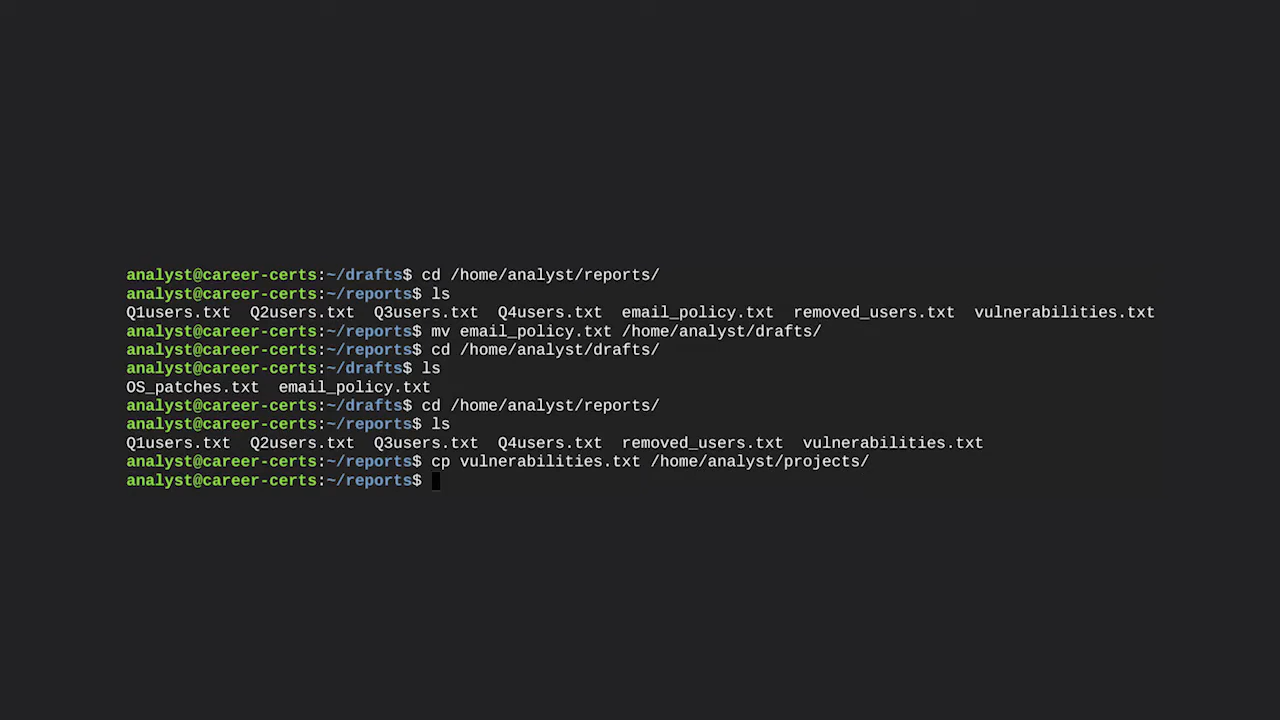 analyst@career-certs:~/drafts$ cd /home/analyst/reports/
analyst@career-certs:~/reports$ ls
Q1users.txt  Q2users.txt  Q3users.txt  Q4users.txt  email_policy.txt  removed_users.txt  vulnerabilities.txt
analyst@career-certs:~/reports$ mv email_policy.txt /home/analyst/drafts/
analyst@career-certs:~/reports$ cd /home/analyst/drafts/
analyst@career-certs:~/drafts$ ls
OS_patches.txt  email_policy.txt
analyst@career-certs:~/drafts$ cd /home/analyst/reports/
analyst@career-certs:~/reports$ ls
Q1users.txt  Q2users.txt  Q3users.txt  Q4users.txt  removed_users.txt  vulnerabilities.txt
analyst@career-certs:~/reports$ cp vulnerabilities.txt /home/analyst/projects/
analyst@career-certs:~/reports$